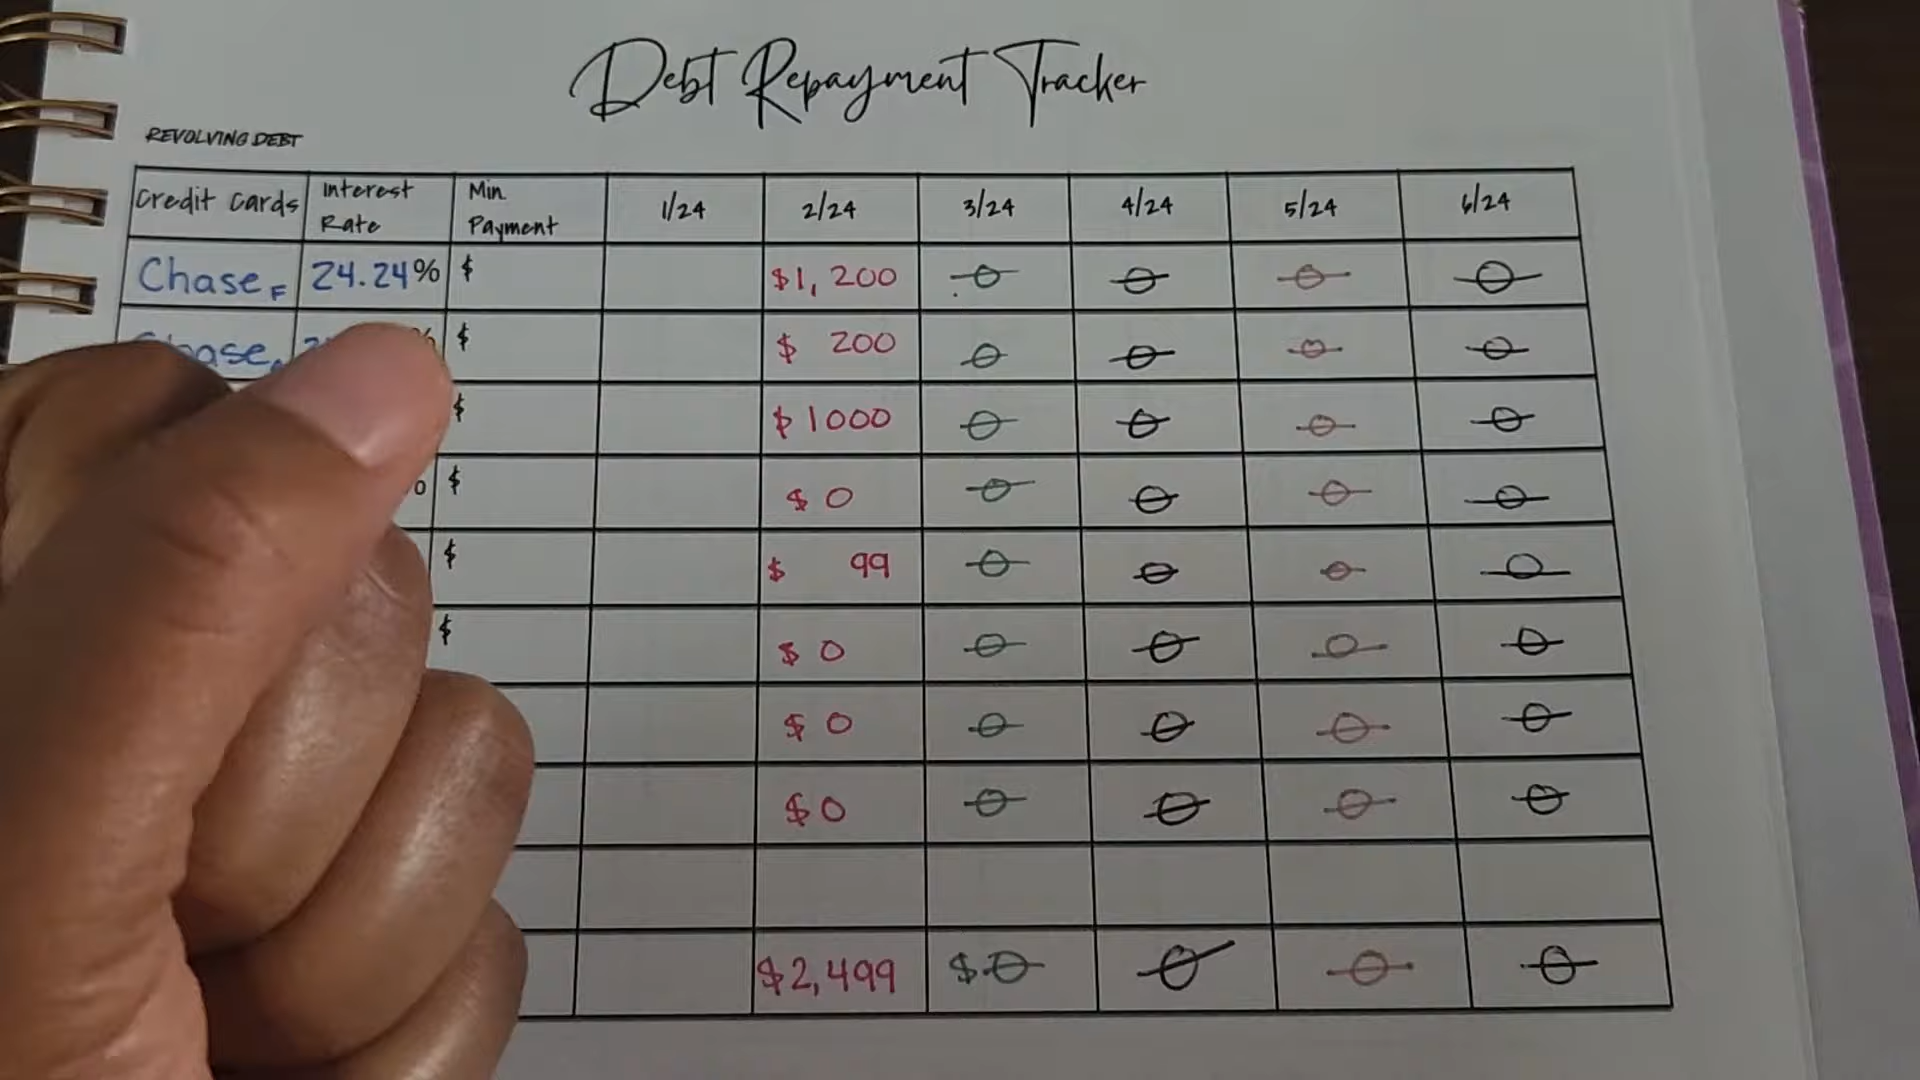 Debt Repayment Tracker
REVOLVING DEBT
Credit Cards Interest Rate Min Payment 1/24 2/24 3/24 4/24 5/24 6/24
Chase F 24.24% $ $1,200 0 0 0 0
Chase % $ $ 200 0 0 0 0
$ $ 1000 0 0 0 0
% $ $ 0 0 0 0 0
$ $ 99 0 0 0 0
$ $ 0 0 0 0 0
$ 0 0 0 0 0
$ 0 0 0 0 0
$2,499 $0 0 0 0